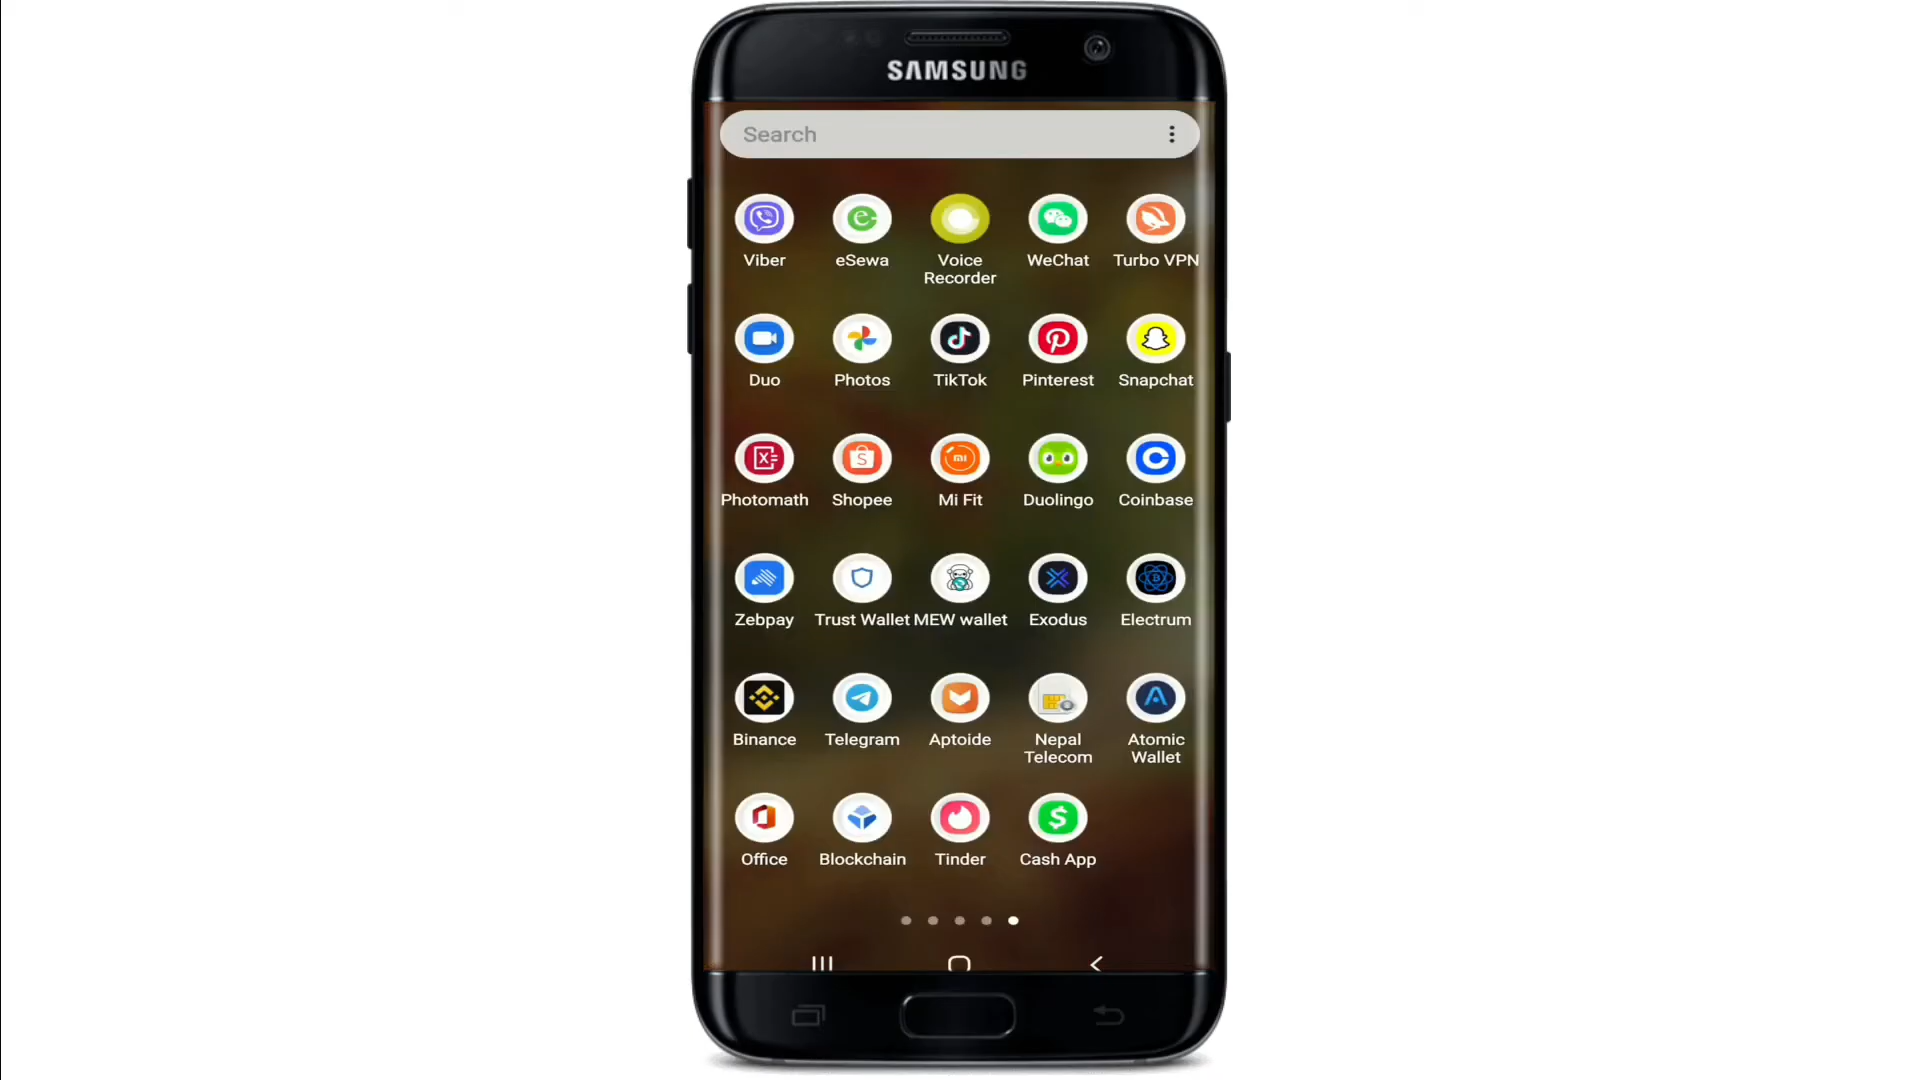 SAMSUNG
Search
Viber eSewa Voice Recorder WeChat Turbo VPN
Duo Photos TikTok Pinterest Snapchat
Photomath Shopee Mi Fit Duolingo Coinbase
Zebpay Trust Wallet MEW wallet Exodus Electrum
Binance Telegram Aptoide Nepal Telecom Atomic Wallet
Office Blockchain Tinder Cash App